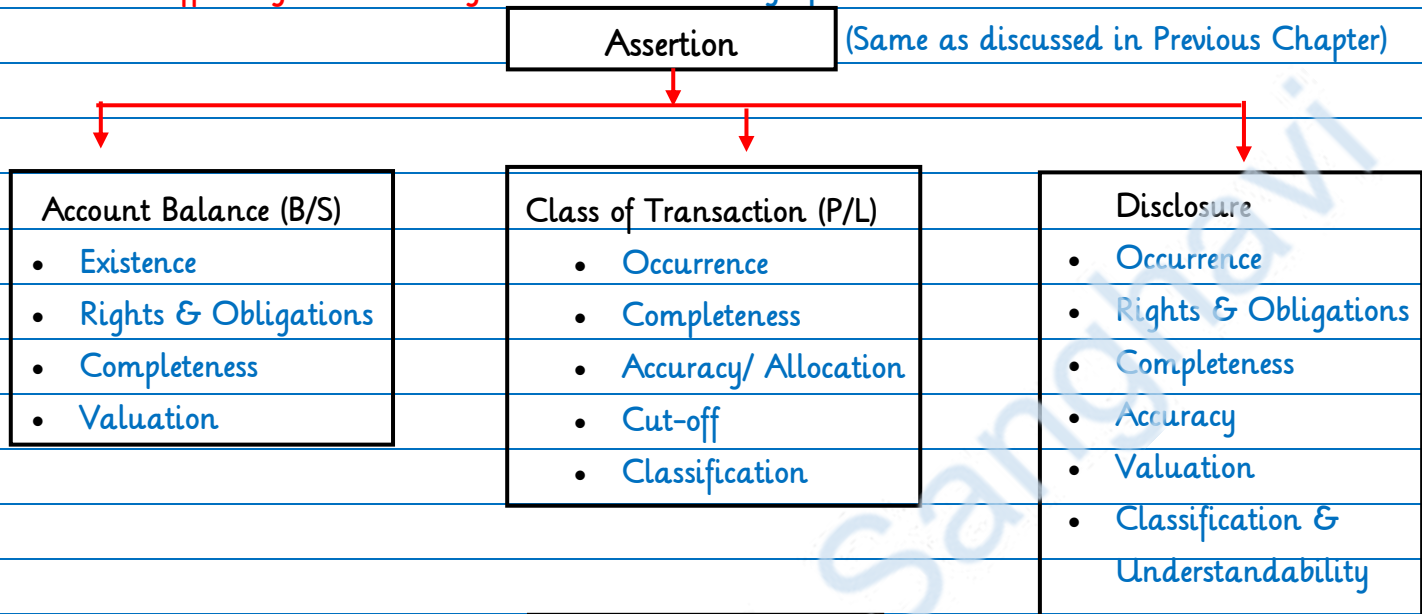 Assertion
(Same as discussed in Previous Chapter)
Account Balance (B/S)
• Existence
• Rights & Obligations
• Completeness
• Valuation
Class of Transaction (P/L)
• Occurrence
• Completeness
• Accuracy/ Allocation
• Cut-off
• Classification
Disclosure
• Occurrence
• Rights & Obligations
• Completeness
• Accuracy
• Valuation
• Classification &
Understandability
Sanghavi